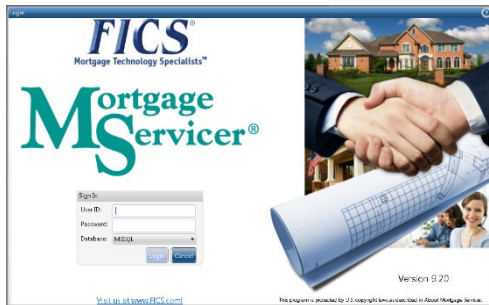 Login
FICS®
Mortgage Technology Specialists™
Mortgage
Servicer®
Sign In
User ID:
Password:
Database: MSSQL
Login Cancel
Version 9.20
Visit us at www.FICS.com!
This program is protected by U.S. copyright laws as described in About Mortgage Servicer.